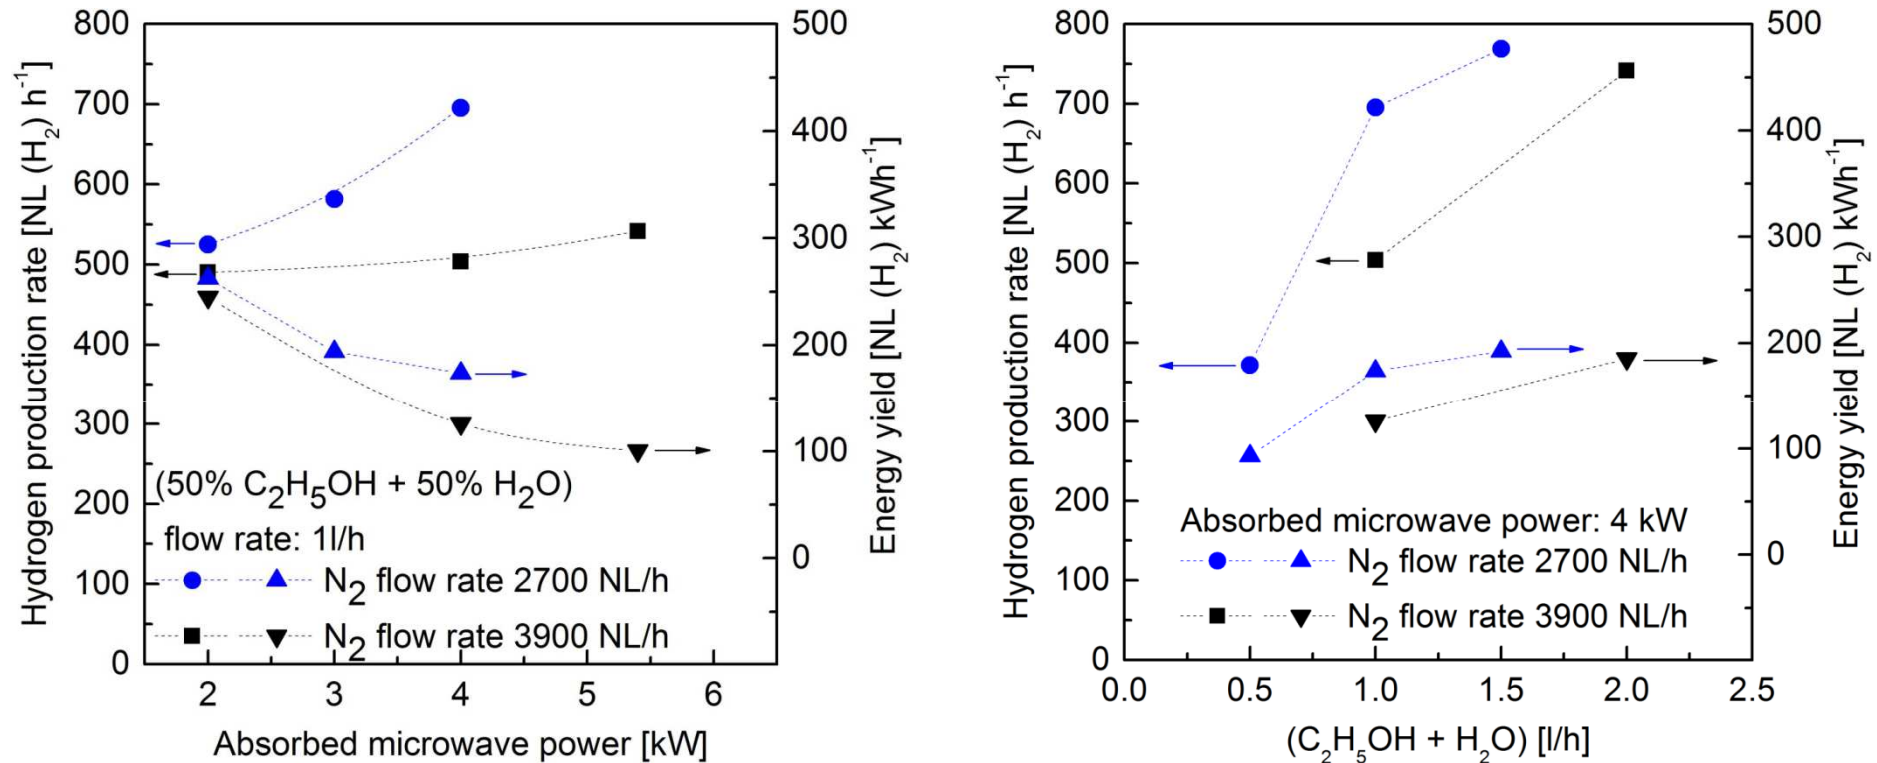 Hydrogen production rate [NL (H₂) h⁻¹]
800
700
600
500
400
300
200
100
0
500
400
300
200
100
0
Energy yield [NL (H₂) kWh⁻¹]
(50% C₂H₅OH + 50% H₂O)
flow rate: 1l/h
N₂ flow rate 2700 NL/h
N₂ flow rate 3900 NL/h
2 3 4 5 6
Absorbed microwave power [kW]
Hydrogen production rate [NL (H₂) h⁻¹]
800
700
600
500
400
300
200
100
0
500
400
300
200
100
0
Energy yield [NL (H₂) kWh⁻¹]
Absorbed microwave power: 4 kW
N₂ flow rate 2700 NL/h
N₂ flow rate 3900 NL/h
0.0 0.5 1.0 1.5 2.0 2.5
(C₂H₅OH + H₂O) [l/h]